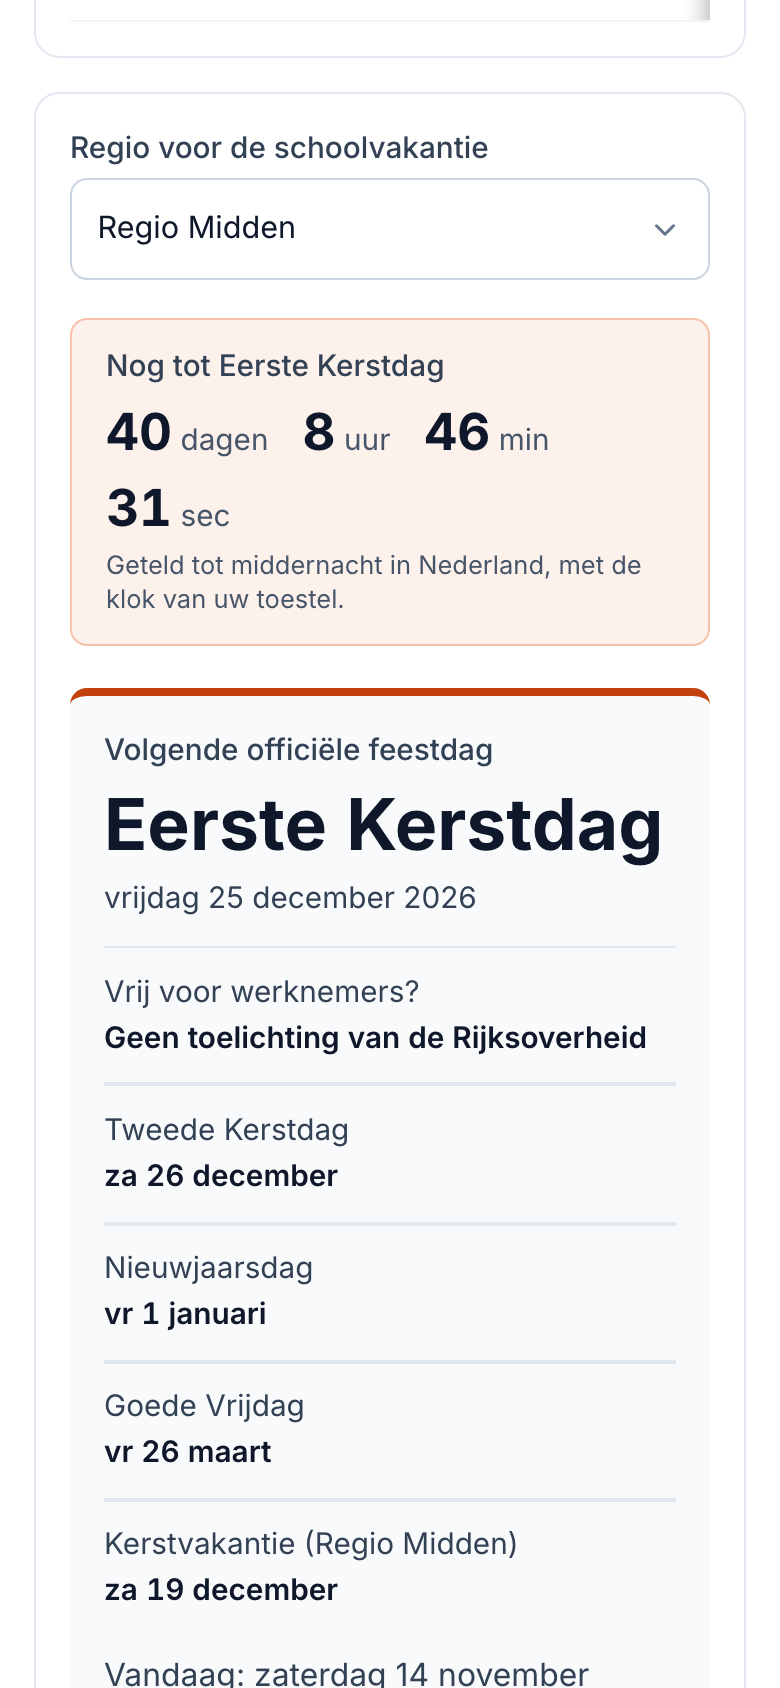 Regio voor de schoolvakantie
Regio Midden
Nog tot Eerste Kerstdag
40 dagen 8 uur 46 min
31 sec
Geteld tot middernacht in Nederland, met de
klok van uw toestel.
Volgende officiële feestdag
Eerste Kerstdag
vrijdag 25 december 2026
Vrij voor werknemers?
Geen toelichting van de Rijksoverheid
Tweede Kerstdag
za 26 december
Nieuwjaarsdag
vr 1 januari
Goede Vrijdag
vr 26 maart
Kerstvakantie (Regio Midden)
za 19 december
Vandaag: zaterdag 14 november